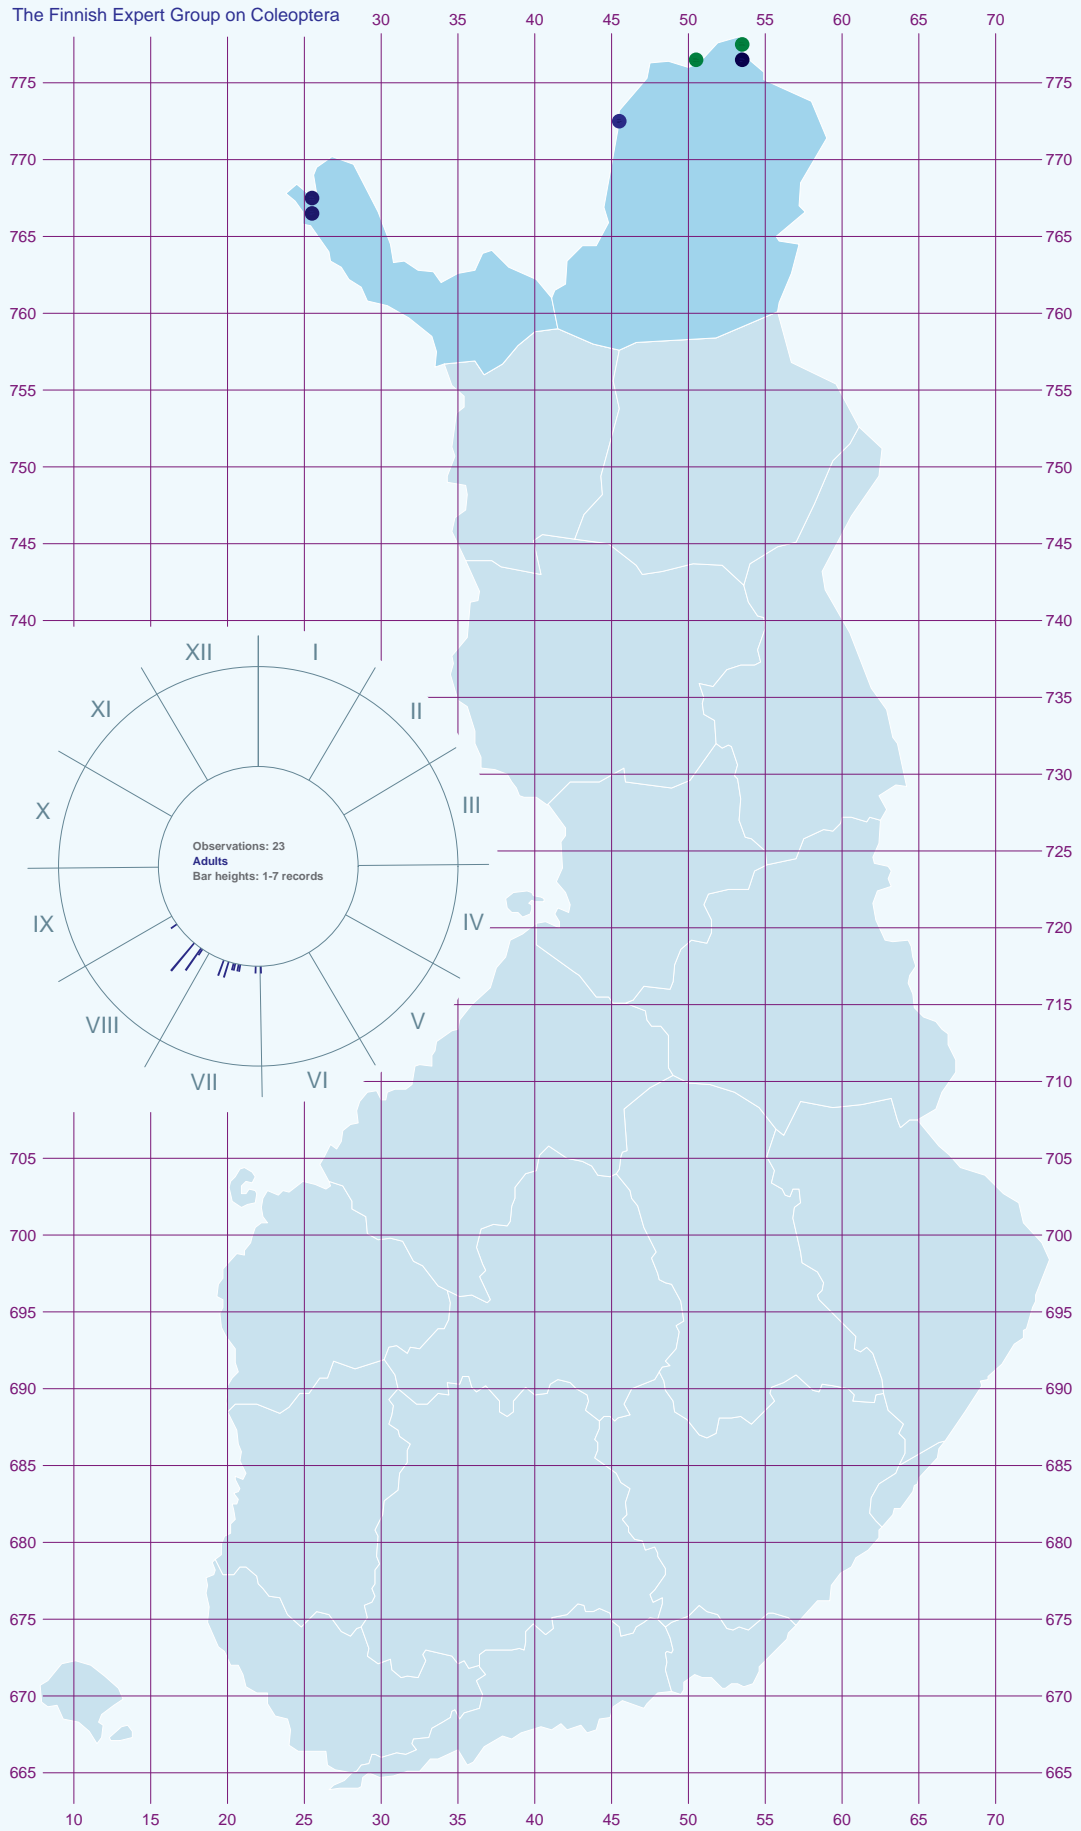 The Finnish Expert Group on Coleoptera 30 35 40 45 50 55 60 65 70
775 775
770 770
765 765
760 760
755 755
750 750
745 745
740 740
XII I
XI II
735
730
X III
Observations: 23
Adults
Bar heights: 1-7 records
725
IX IV
720
VIII V
715
VII VI
710
705 705
700 700
695 695
690 690
685 685
680 680
675 675
670 670
665 665
10 15 20 25 30 35 40 45 50 55 60 65 70